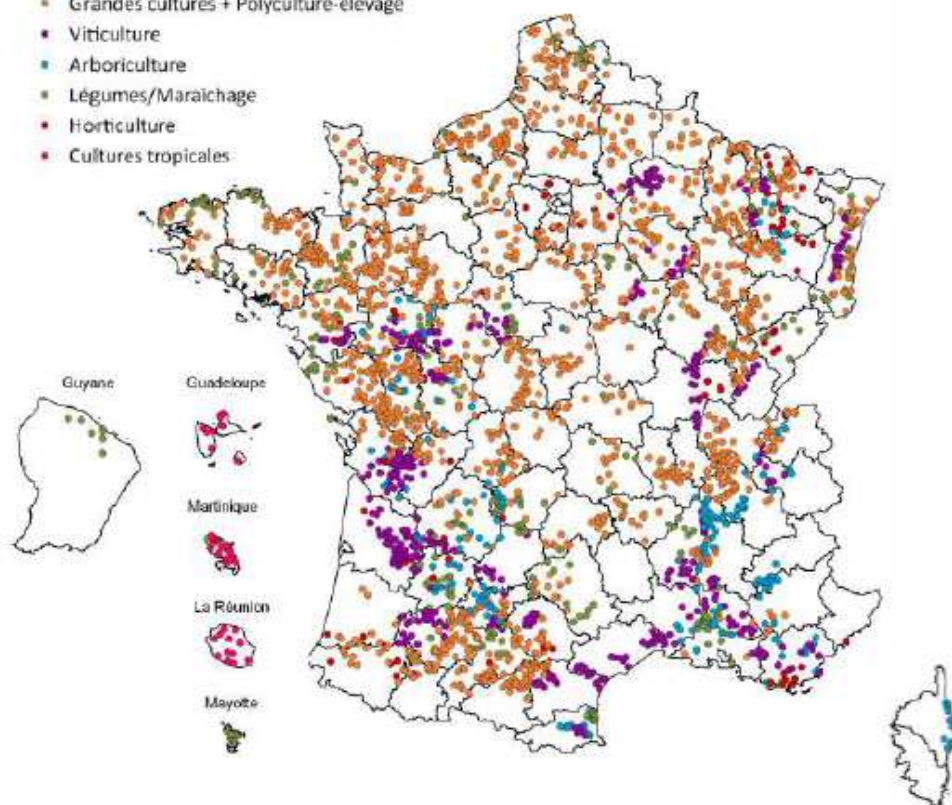 Grandes cultures + Polyculture-élevage
Viticulture
Arboriculture
Légumes/Maraîchage
Horticulture
Cultures tropicales
Guyane
Guadeloupe
Martinique
La Réunion
Mayotte